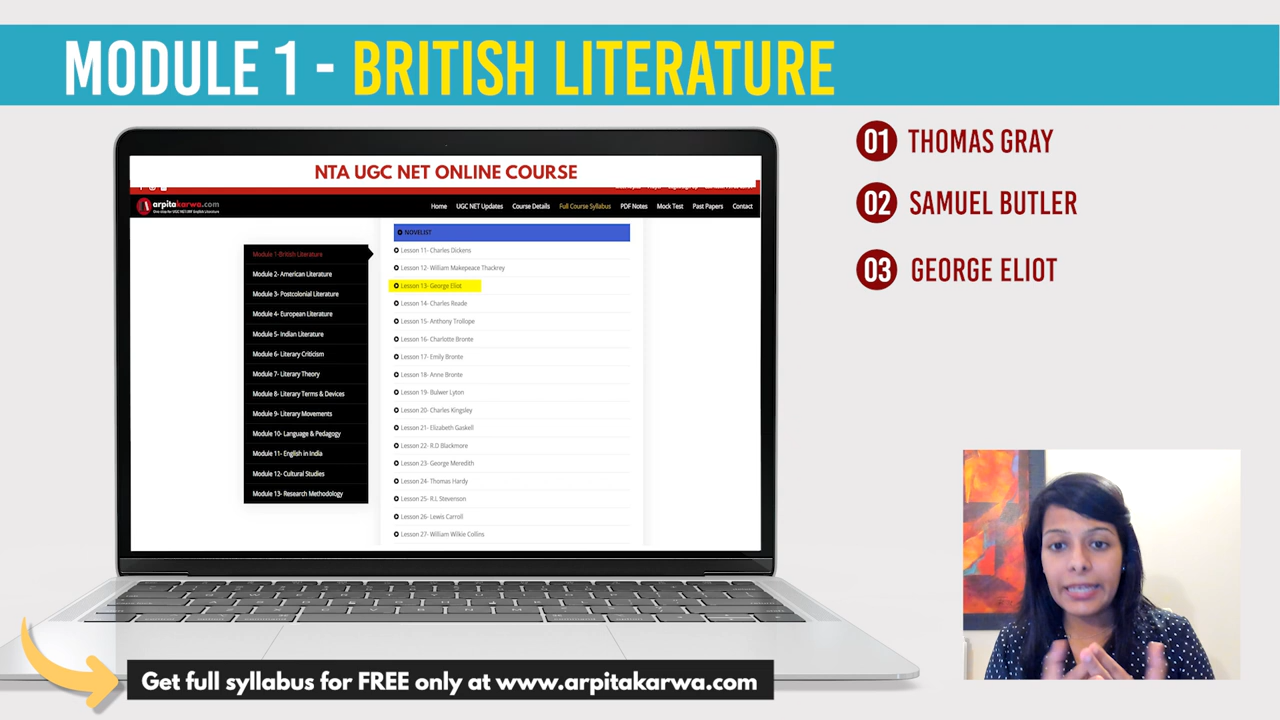 MODULE 1 - BRITISH LITERATURE
01 THOMAS GRAY
02 SAMUEL BUTLER
03 GEORGE ELIOT
NTA UGC NET ONLINE COURSE
arpitakarwa.com
Home UGC NET Updates Course Details Full Course Syllabus PDF Notes Mock Test Past Papers Contact
Module 1-British Literature
Module 2- American Literature
Module 3- Postcolonial Literature
Module 4- European Literature
Module 5- Indian Literature
Module 6- Literary Criticism
Module 7- Literary Theory
Module 8- Literary Terms & Devices
Module 9- Literary Movements
Module 10- Language & Pedagogy
Module 11- English in India
Module 12- Cultural Studies
Module 13- Research Methodology
NOVELIST
Lesson 11- Charles Dickens
Lesson 12- William Makepeace Thackrey
Lesson 13- George Eliot
Lesson 14- Charles Reade
Lesson 15- Anthony Trollope
Lesson 16- Charlotte Bronte
Lesson 17- Emily Bronte
Lesson 18- Anne Bronte
Lesson 19- Bulwer Lyton
Lesson 20- Charles Kingsley
Lesson 21- Elizabeth Gaskell
Lesson 22- R.D Blackmore
Lesson 23- George Meredith
Lesson 24- Thomas Hardy
Lesson 25- R.L Stevenson
Lesson 26- Lewis Carroll
Lesson 27- William Wilkie Collins
Get full syllabus for FREE only at www.arpitakarwa.com